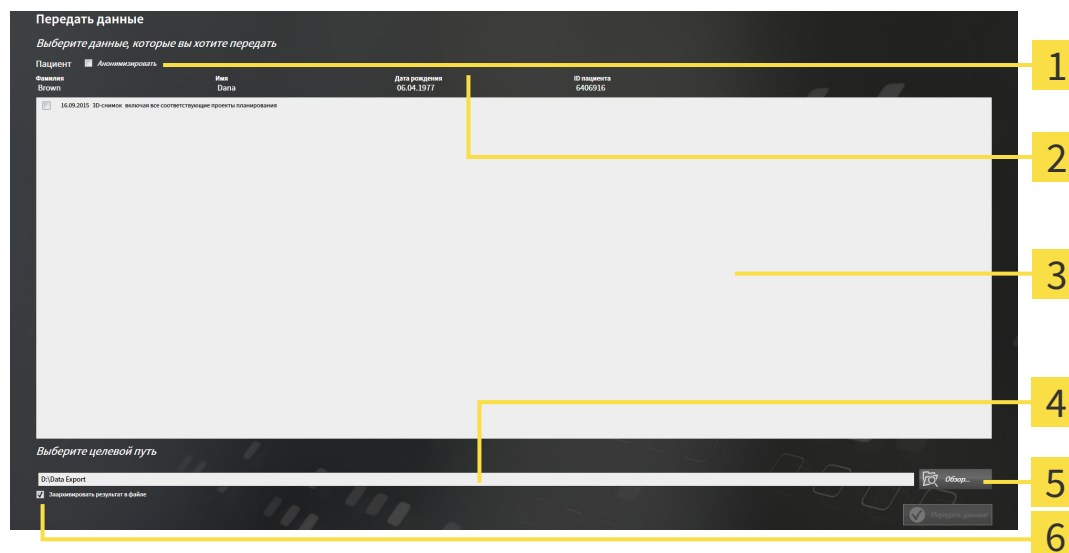 Передать данные
Выберите данные, которые вы хотите передать
Пациент Анонимизировать
1
Фамилия Имя Дата рождения ID пациента
Brown Dana 06.04.1977 6406916
16.09.2015 3D-снимок включая все соответствующие проекты планирования
2
3
4
Выберите целевой путь
D:\Data Export Обзор...
5
Заархивировать результат в файле
Передать данные
6